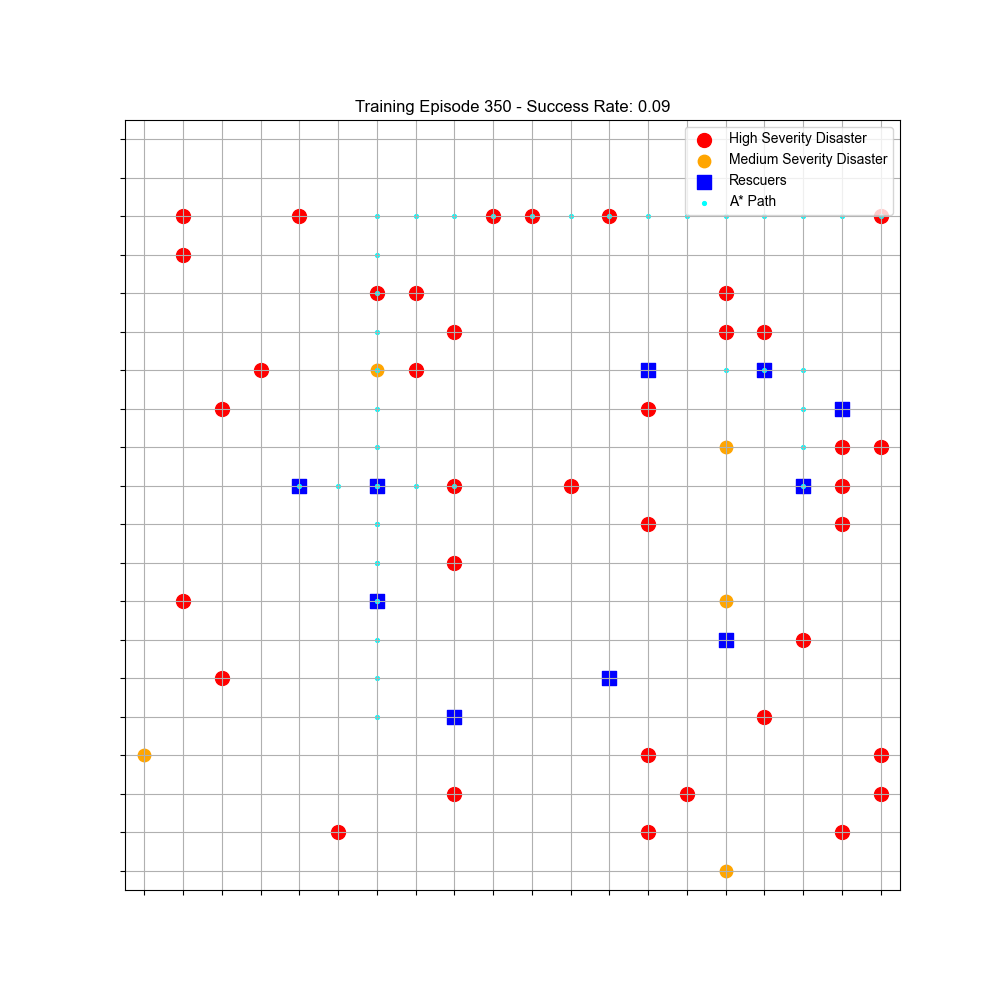 Training Episode 350 - Success Rate: 0.09
High Severity Disaster
Medium Severity Disaster
Rescuers
A* Path